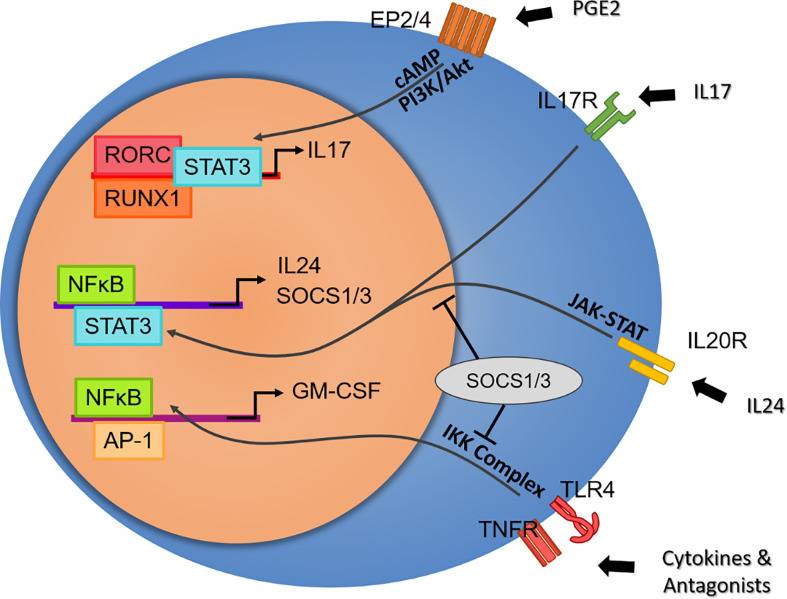 PGE2
EP2/4
cAMP
PI3K/Akt
IL17R
IL17
RORC
STAT3
IL17
RUNX1
NFκB
IL24
SOCS1/3
STAT3
JAK-STAT
IL20R
SOCS1/3
IL24
NFκB
GM-CSF
AP-1
IKK Complex
TLR4
TNFR
Cytokines &
Antagonists